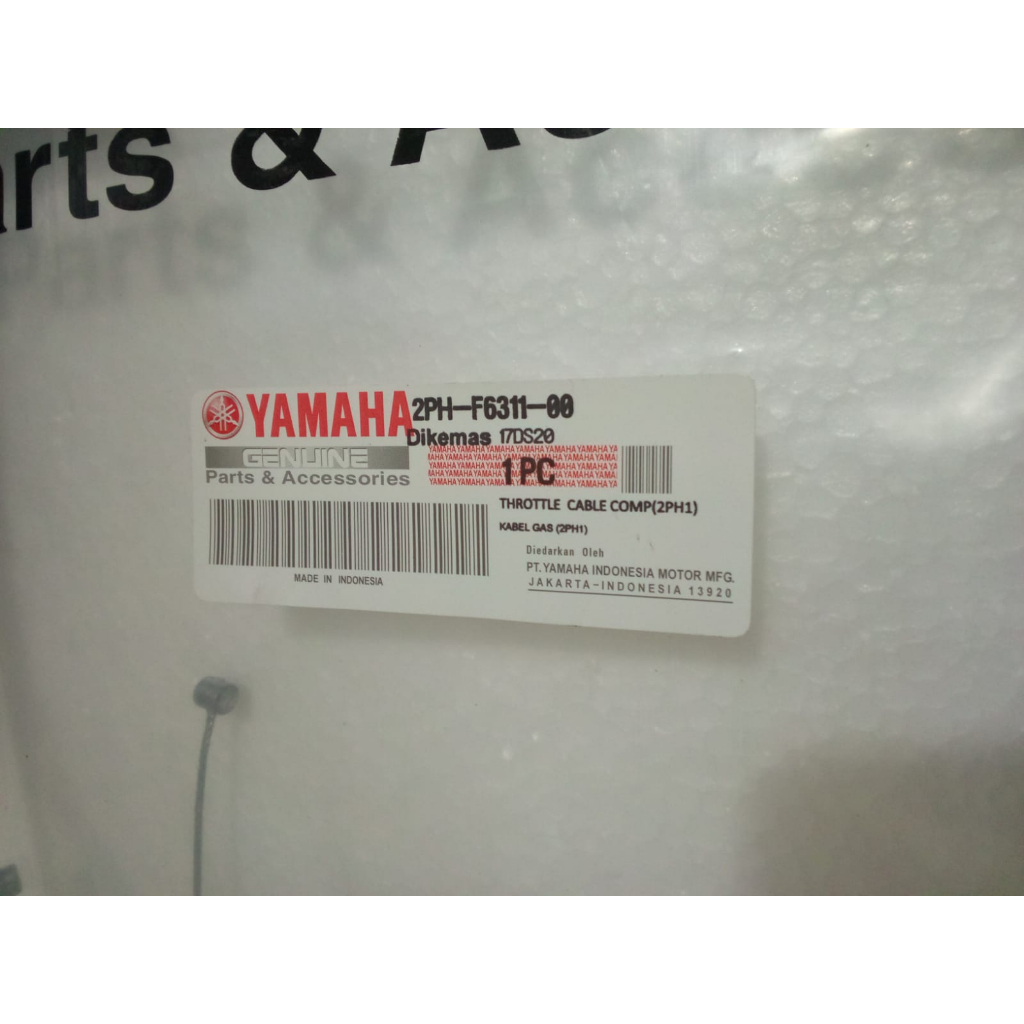 arts & Ac
YAMAHA 2PH-F6311-00
Dikemas 17DS20
GENUINE
Parts & Accessories
1 PC
THROTTLE CABLE COMP(2PH1)
KABEL GAS (2PH1)
Diedarkan Oleh
PT. YAMAHA INDONESIA MOTOR MFG.
JAKARTA-INDONESIA 13920
MADE IN INDONESIA